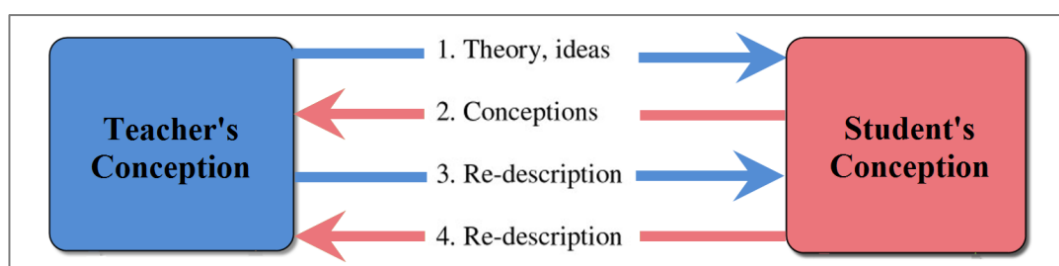 Teacher's
Conception
1. Theory, ideas
2. Conceptions
3. Re-description
4. Re-description
Student's
Conception